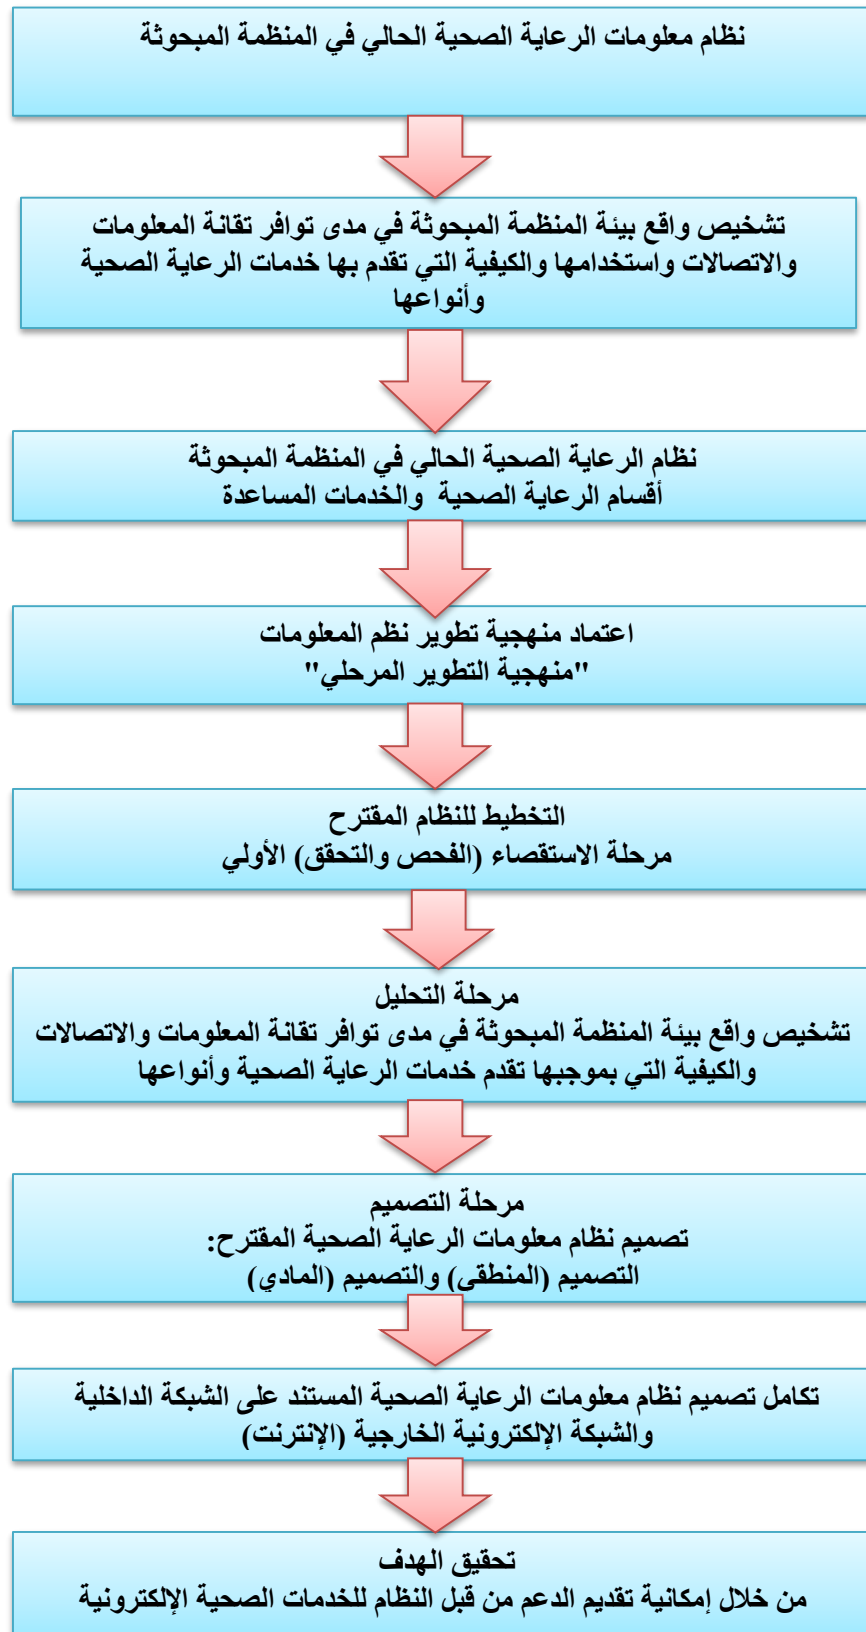 نظام معلومات الرعاية الصحية الحالي في المنظمة المبحوثة
تشخيص واقع بيئة المنظمة المبحوثة في مدى توافر تقانة المعلومات
والاتصالات واستخدامها والكيفية التي تقدم بها خدمات الرعاية الصحية
وأنواعها
نظام الرعاية الصحية الحالي في المنظمة المبحوثة
أقسام الرعاية الصحية والخدمات المساعدة
اعتماد منهجية تطوير نظم المعلومات
"منهجية التطوير المرحلي"
التخطيط للنظام المقترح
مرحلة الاستقصاء (الفحص والتحقق) الأولي
مرحلة التحليل
تشخيص واقع بيئة المنظمة المبحوثة في مدى توافر تقانة المعلومات والاتصالات
والكيفية التي بموجبها تقدم خدمات الرعاية الصحية وأنواعها
مرحلة التصميم
تصميم نظام معلومات الرعاية الصحية المقترح:
التصميم (المنطقي) والتصميم (المادي)
تكامل تصميم نظام معلومات الرعاية الصحية المستند على الشبكة الداخلية
والشبكة الإلكترونية الخارجية (الإنترنت)
تحقيق الهدف
من خلال إمكانية تقديم الدعم من قبل النظام للخدمات الصحية الإلكترونية